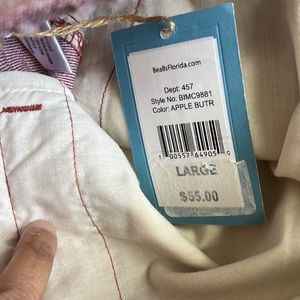 BeallsFlorida.com
Dept: 457
Style No: BIMC9881
Color: APPLE BUTR
LARGE
$55.00